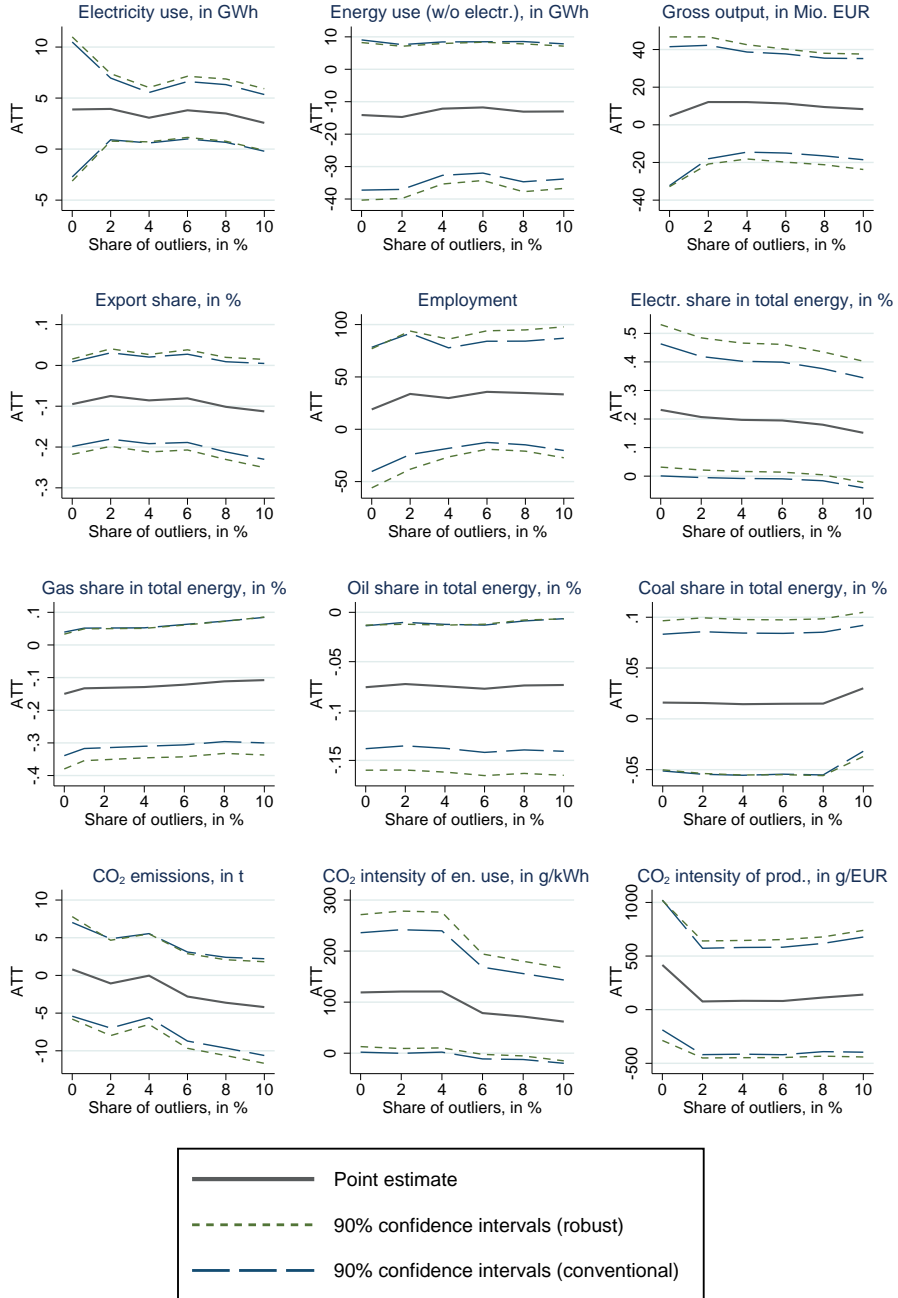 Electricity use, in GWh
Energy use (w/o electr.), in GWh
Gross output, in Mio. EUR
ATT
10
5
0
-5
0 2 4 6 8 10
Share of outliers, in %
ATT
10
0
-10
-20
-30
-40
0 2 4 6 8 10
Share of outliers, in %
ATT
40
20
0
-20
-40
0 2 4 6 8 10
Share of outliers, in %
Export share, in %
Employment
Electr. share in total energy, in %
ATT
.1
0
-.1
-.2
-.3
0 2 4 6 8 10
Share of outliers, in %
ATT
100
50
0
-50
0 2 4 6 8 10
Share of outliers, in %
ATT
.5
.4
.3
.2
.1
0
0 2 4 6 8 10
Share of outliers, in %
Gas share in total energy, in %
Oil share in total energy, in %
Coal share in total energy, in %
ATT
.1
0
-.1
-.2
-.3
-.4
0 2 4 6 8 10
Share of outliers, in %
ATT
0
-.05
-.1
-.15
0 2 4 6 8 10
Share of outliers, in %
ATT
.1
.05
0
-.05
0 2 4 6 8 10
Share of outliers, in %
CO₂ emissions, in t
CO₂ intensity of en. use, in g/kWh
CO₂ intensity of prod., in g/EUR
ATT
10
5
0
-5
-10
0 2 4 6 8 10
Share of outliers, in %
ATT
300
200
100
0
0 2 4 6 8 10
Share of outliers, in %
ATT
1000
500
0
-500
0 2 4 6 8 10
Share of outliers, in %
Point estimate
90% confidence intervals (robust)
90% confidence intervals (conventional)